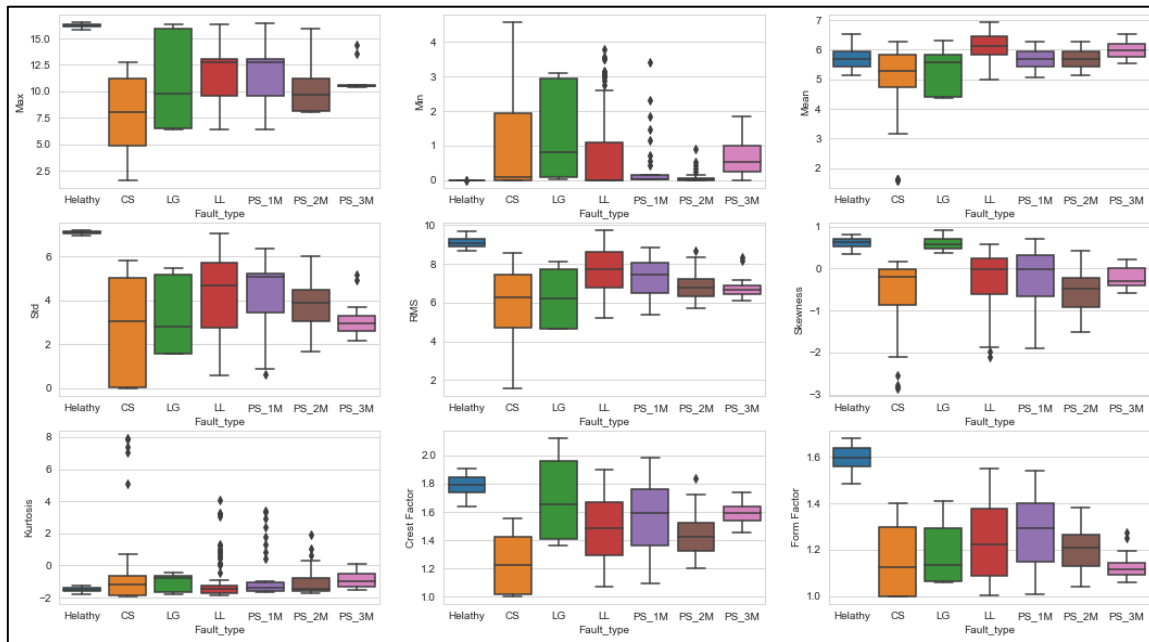 Max
15.0
12.5
10.0
7.5
5.0
2.5
Helathy CS LG LL PS_1M PS_2M PS_3M
Fault_type
Min
4
3
2
1
0
Helathy CS LG LL PS_1M PS_2M PS_3M
Fault_type
Mean
7
6
5
4
3
2
Helathy CS LG LL PS_1M PS_2M PS_3M
Fault_type
Std
6
4
2
0
Helathy CS LG LL PS_1M PS_2M PS_3M
Fault_type
RMS
10
8
6
4
2
Helathy CS LG LL PS_1M PS_2M PS_3M
Fault_type
Skewness
1
0
−1
−2
−3
Helathy CS LG LL PS_1M PS_2M PS_3M
Fault_type
Kurtosis
8
6
4
2
0
−2
Helathy CS LG LL PS_1M PS_2M PS_3M
Fault_type
Crest Factor
2.0
1.8
1.6
1.4
1.2
1.0
Helathy CS LG LL PS_1M PS_2M PS_3M
Fault_type
Form Factor
1.6
1.4
1.2
1.0
Helathy CS LG LL PS_1M PS_2M PS_3M
Fault_type